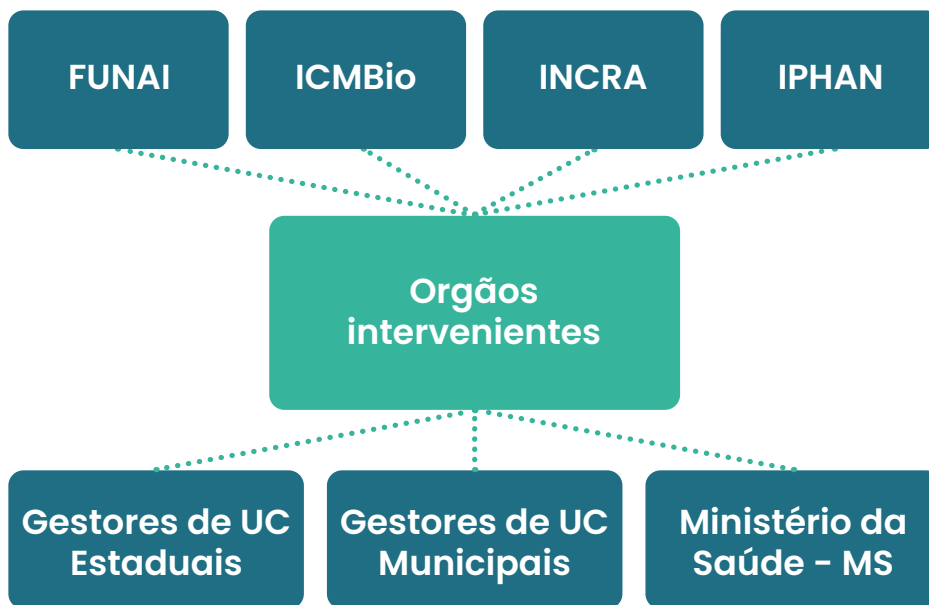 FUNAI
ICMBio
INCRA
IPHAN
Orgãos
intervenientes
Gestores de UC
Estaduais
Gestores de UC
Municipais
Ministério da
Saúde - MS